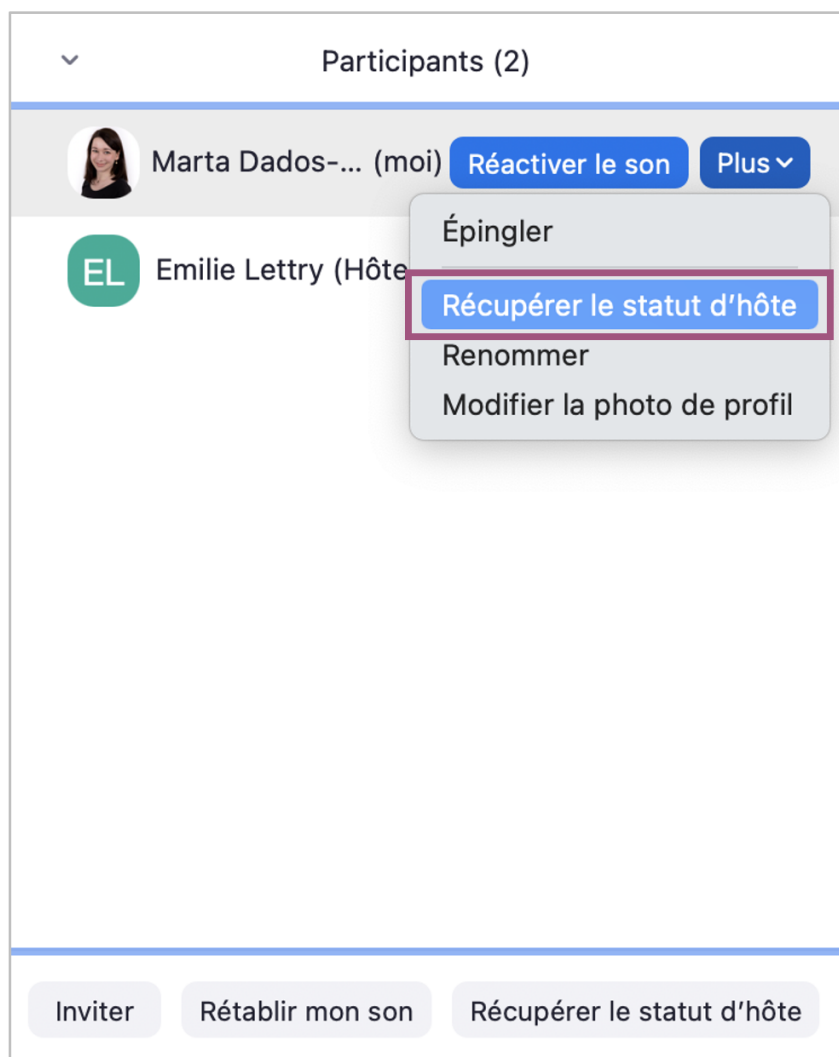 Participants (2)
Marta Dados-... (moi) Réactiver le son Plus
Épingler
EL Emilie Lettry (Hôte
Récupérer le statut d’hôte
Renommer
Modifier la photo de profil
Inviter Rétablir mon son Récupérer le statut d’hôte